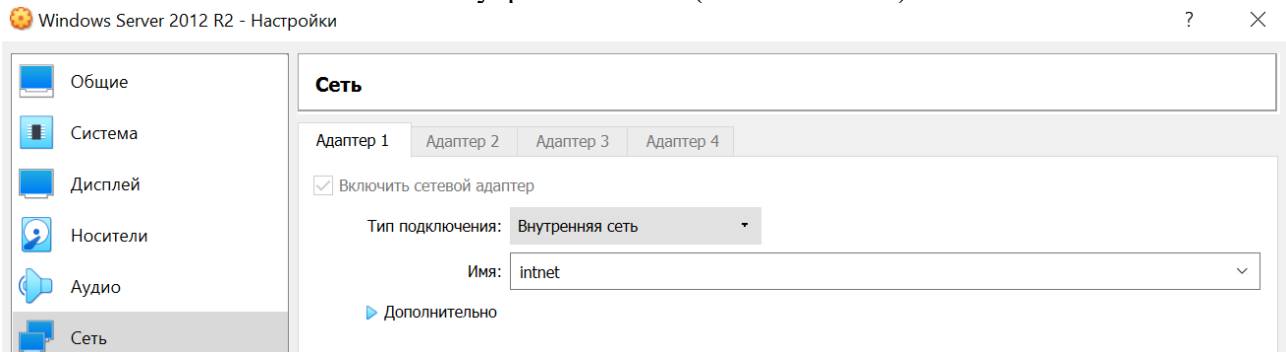 Windows Server 2012 R2 - Настройки ?
Общие
Система
Дисплей
Носители
Аудио
Сеть
Сеть
Адаптер 1 Адаптер 2 Адаптер 3 Адаптер 4
Включить сетевой адаптер
Тип подключения: Внутренняя сеть
Имя: intnet
Дополнительно